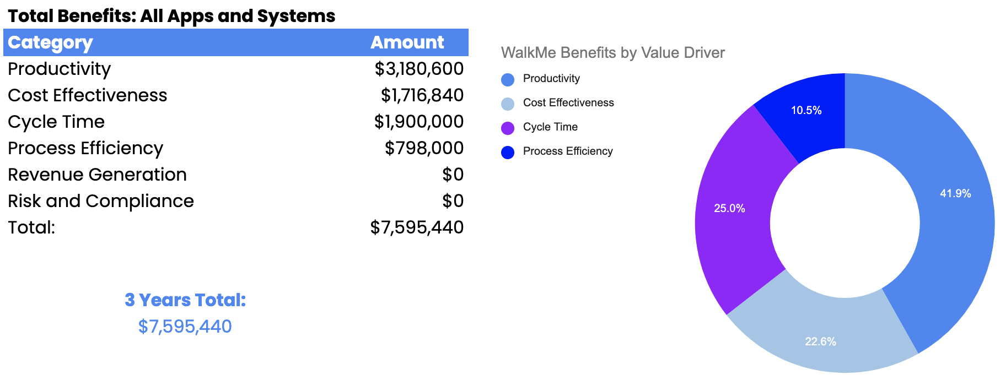 Total Benefits: All Apps and Systems
Category Amount
Productivity $3,180,600
Cost Effectiveness $1,716,840
Cycle Time $1,900,000
Process Efficiency $798,000
Revenue Generation $0
Risk and Compliance $0
Total: $7,595,440
3 Years Total:
$7,595,440
WalkMe Benefits by Value Driver
Productivity
Cost Effectiveness
Cycle Time
Process Efficiency
10.5%
41.9%
25.0%
22.6%